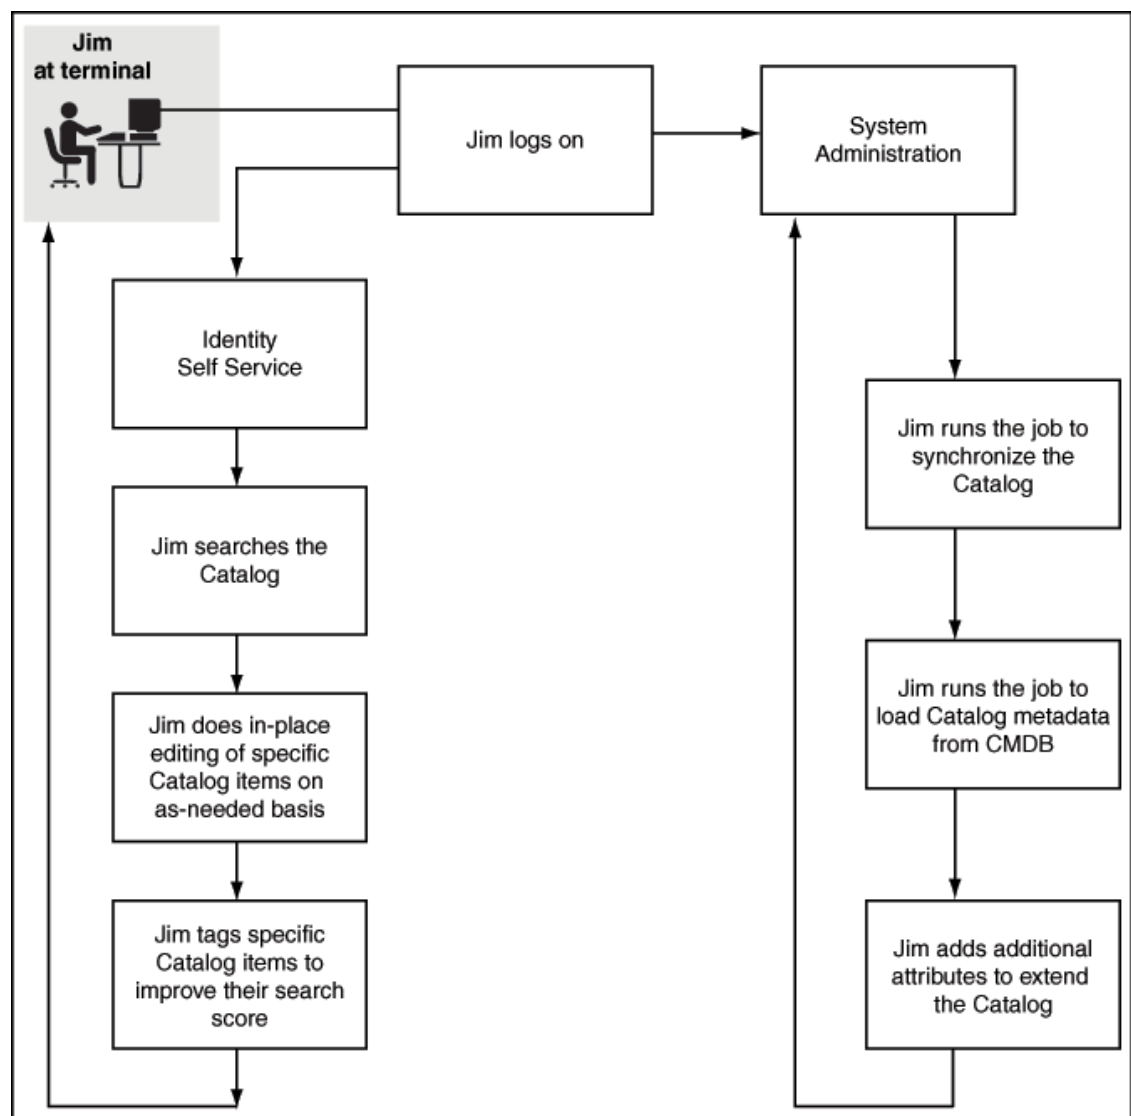 Jim
at terminal
Jim logs on
System
Administration
Identity
Self Service
Jim searches the
Catalog
Jim does in-place
editing of specific
Catalog items on
as-needed basis
Jim tags specific
Catalog items to
improve their search
score
Jim runs the job to
synchronize the
Catalog
Jim runs the job to
load Catalog metadata
from CMDB
Jim adds additional
attributes to extend
the Catalog